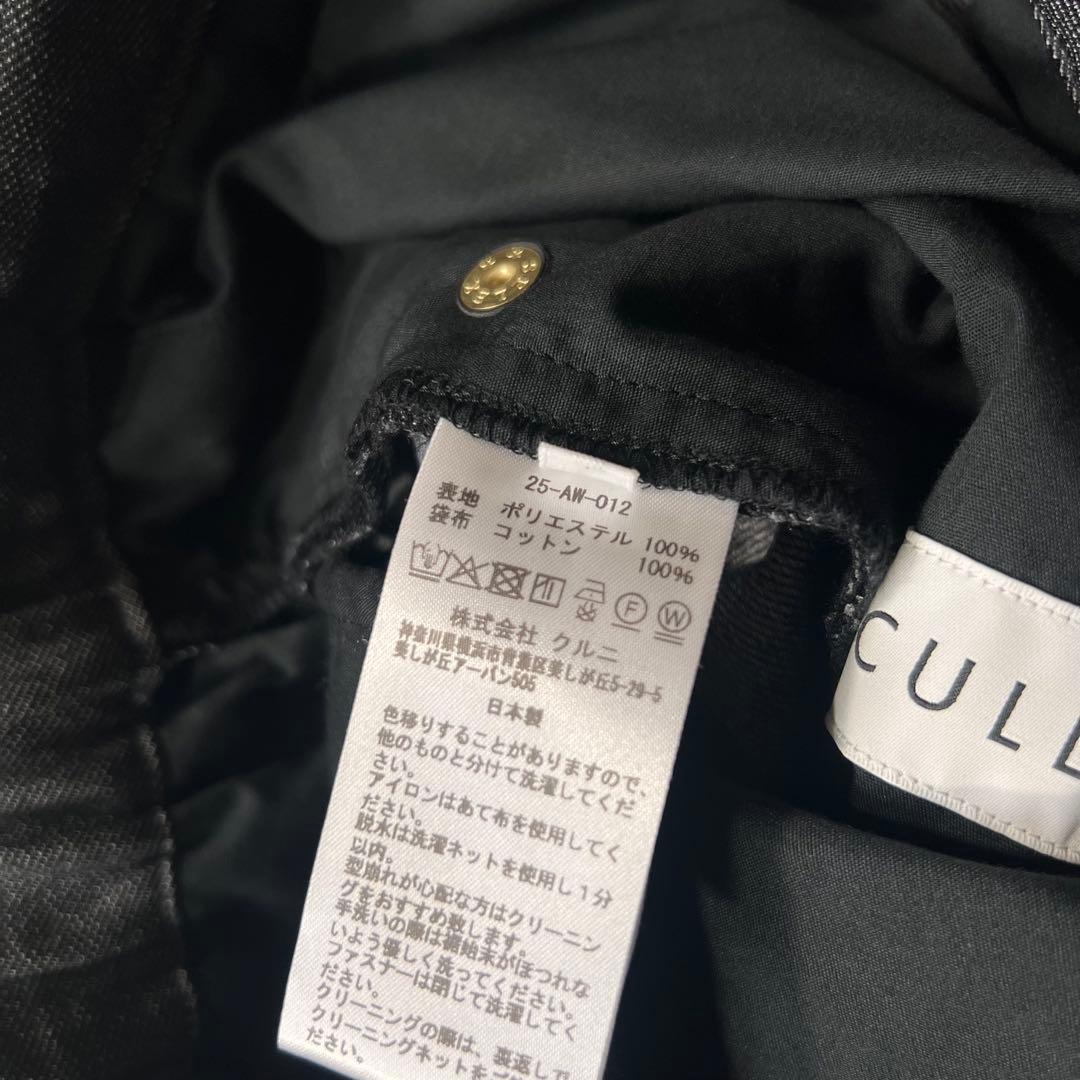 25-AW-012
表地 ポリエステル 100%
袋布 コットン 100%
F W
株式会社 クルニ
神奈川県横浜市青葉区美しが丘5-29-5
美しが丘アーバン505
日本製
色移りすることがありますので、
他のものと分けて洗濯してくだ
さい。
アイロンはあて布を使用してく
ださい。
脱水は洗濯ネットを使用し1分
以内。
型崩れが心配な方はクリーニン
グをおすすめ致します。
手洗いの際は裾始末がほつれな
いよう優しく洗ってください。
ファスナーは閉じて洗濯してく
ださい。
クリーニングの際は、裏返しで
クリーニングネットをご使用く
ださい。
CULL